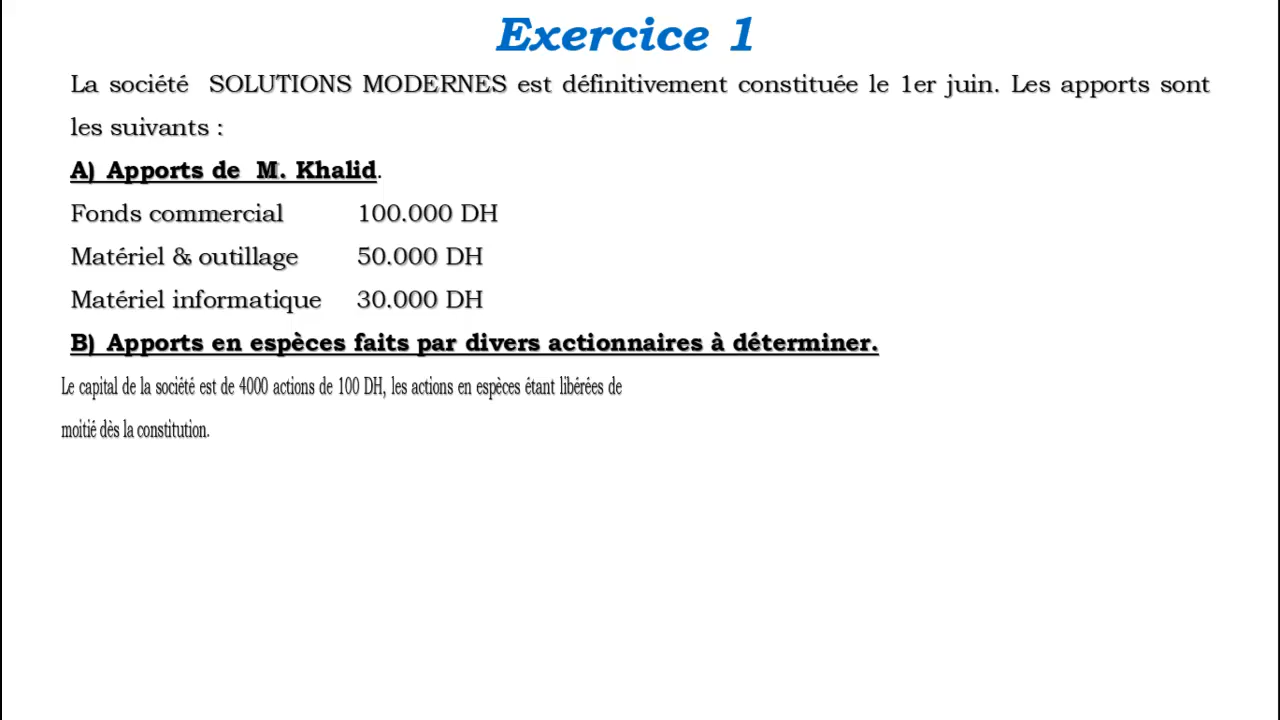 Exercice 1
La société SOLUTIONS MODERNES est définitivement constituée le 1er juin. Les apports sont
les suivants :
A) Apports de M. Khalid.
Fonds commercial 100.000 DH
Matériel & outillage 50.000 DH
Matériel informatique 30.000 DH
B) Apports en espèces faits par divers actionnaires à déterminer.
Le capital de la société est de 4000 actions de 100 DH, les actions en espèces étant libérées de
moitié dès la constitution.